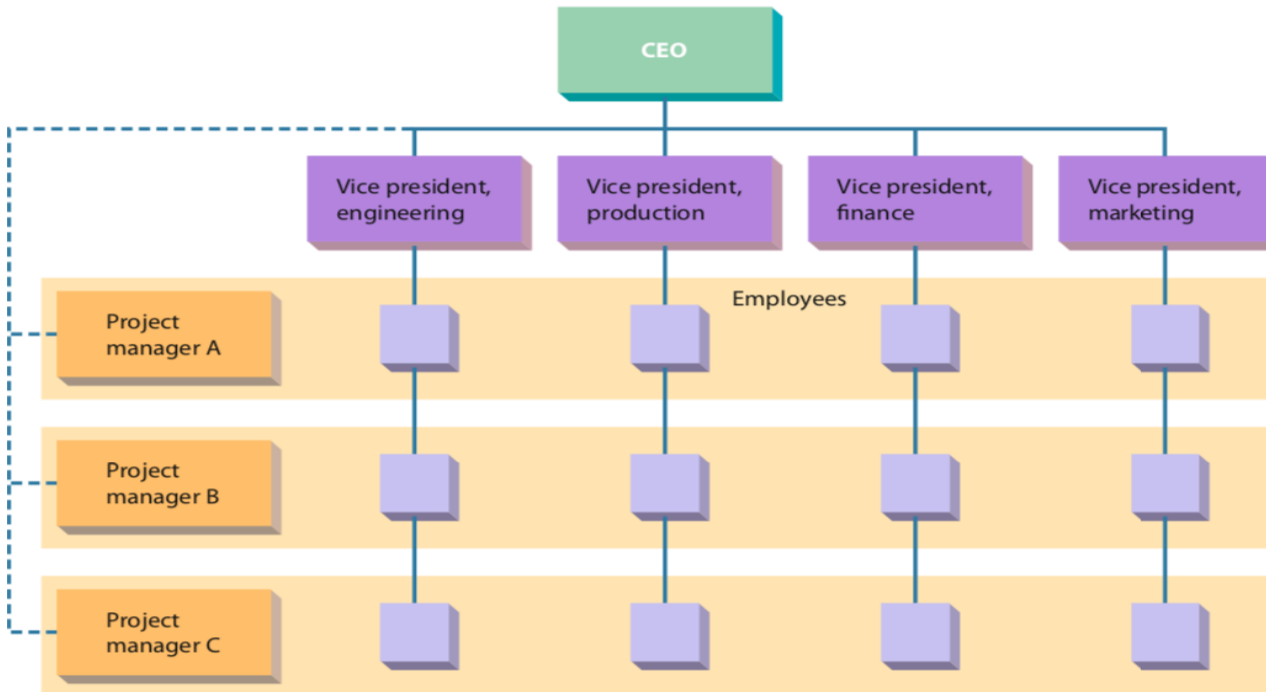 CEO
Vice president,
engineering
Vice president,
production
Vice president,
finance
Vice president,
marketing
Employees
Project
manager A
Project
manager B
Project
manager C